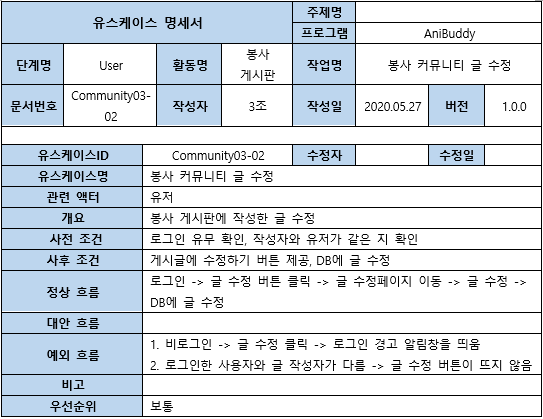 유스케이스 명세서
주제명
프로그램 AniBuddy
단계명 User 활동명 봉사 게시판 작업명 봉사 커뮤니티 글 수정
문서번호 Community03-02 작성자 3조 작성일 2020.05.27 버전 1.0.0
유스케이스ID Community03-02 수정자 수정일
유스케이스명 봉사 커뮤니티 글 수정
관련 액터 유저
개요 봉사 게시판에 작성한 글 수정
사전 조건 로그인 유무 확인, 작성자와 유저가 같은 지 확인
사후 조건 게시글에 수정하기 버튼 제공, DB에 글 수정
정상 흐름 로그인 -> 글 수정 버튼 클릭 -> 글 수정페이지 이동 -> 글 수정 ->
DB에 글 수정
대안 흐름
예외 흐름 1. 비로그인 -> 글 수정 클릭 -> 로그인 경고 알림창을 띄움
2. 로그인한 사용자와 글 작성자가 다름 -> 글 수정 버튼이 뜨지 않음
비고
우선순위 보통